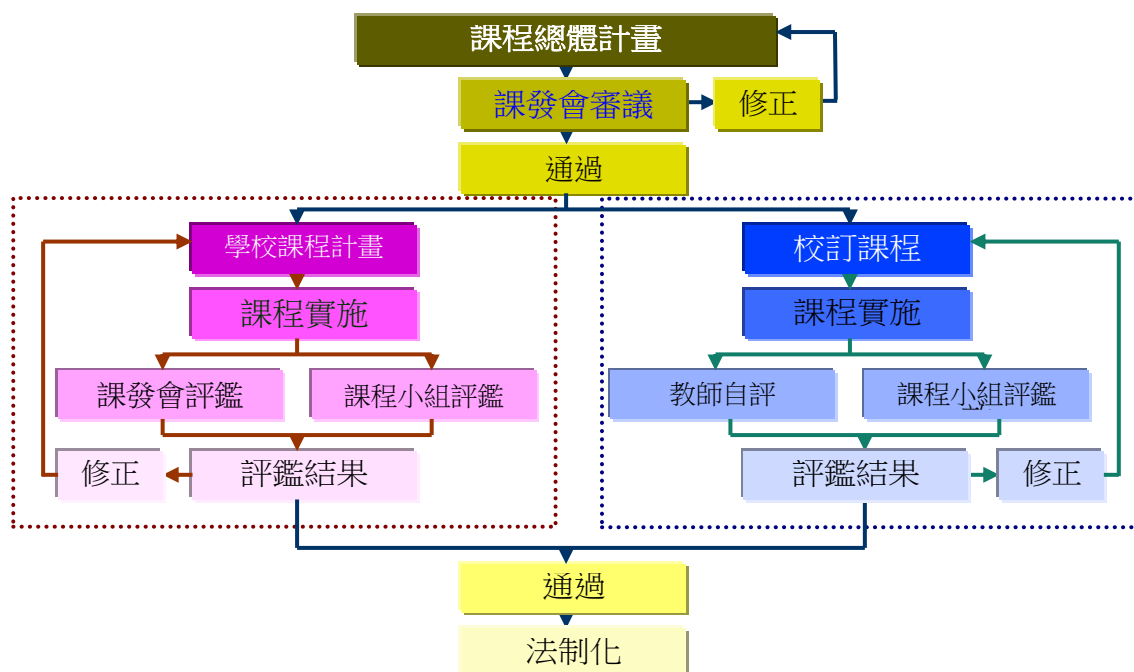 課程總體計畫
課發會審議
修正
通過
學校課程計畫
課程實施
課發會評鑑
課程小組評鑑
修正
評鑑結果
校訂課程
課程實施
教師自評
課程小組評鑑
評鑑結果
修正
通過
法制化